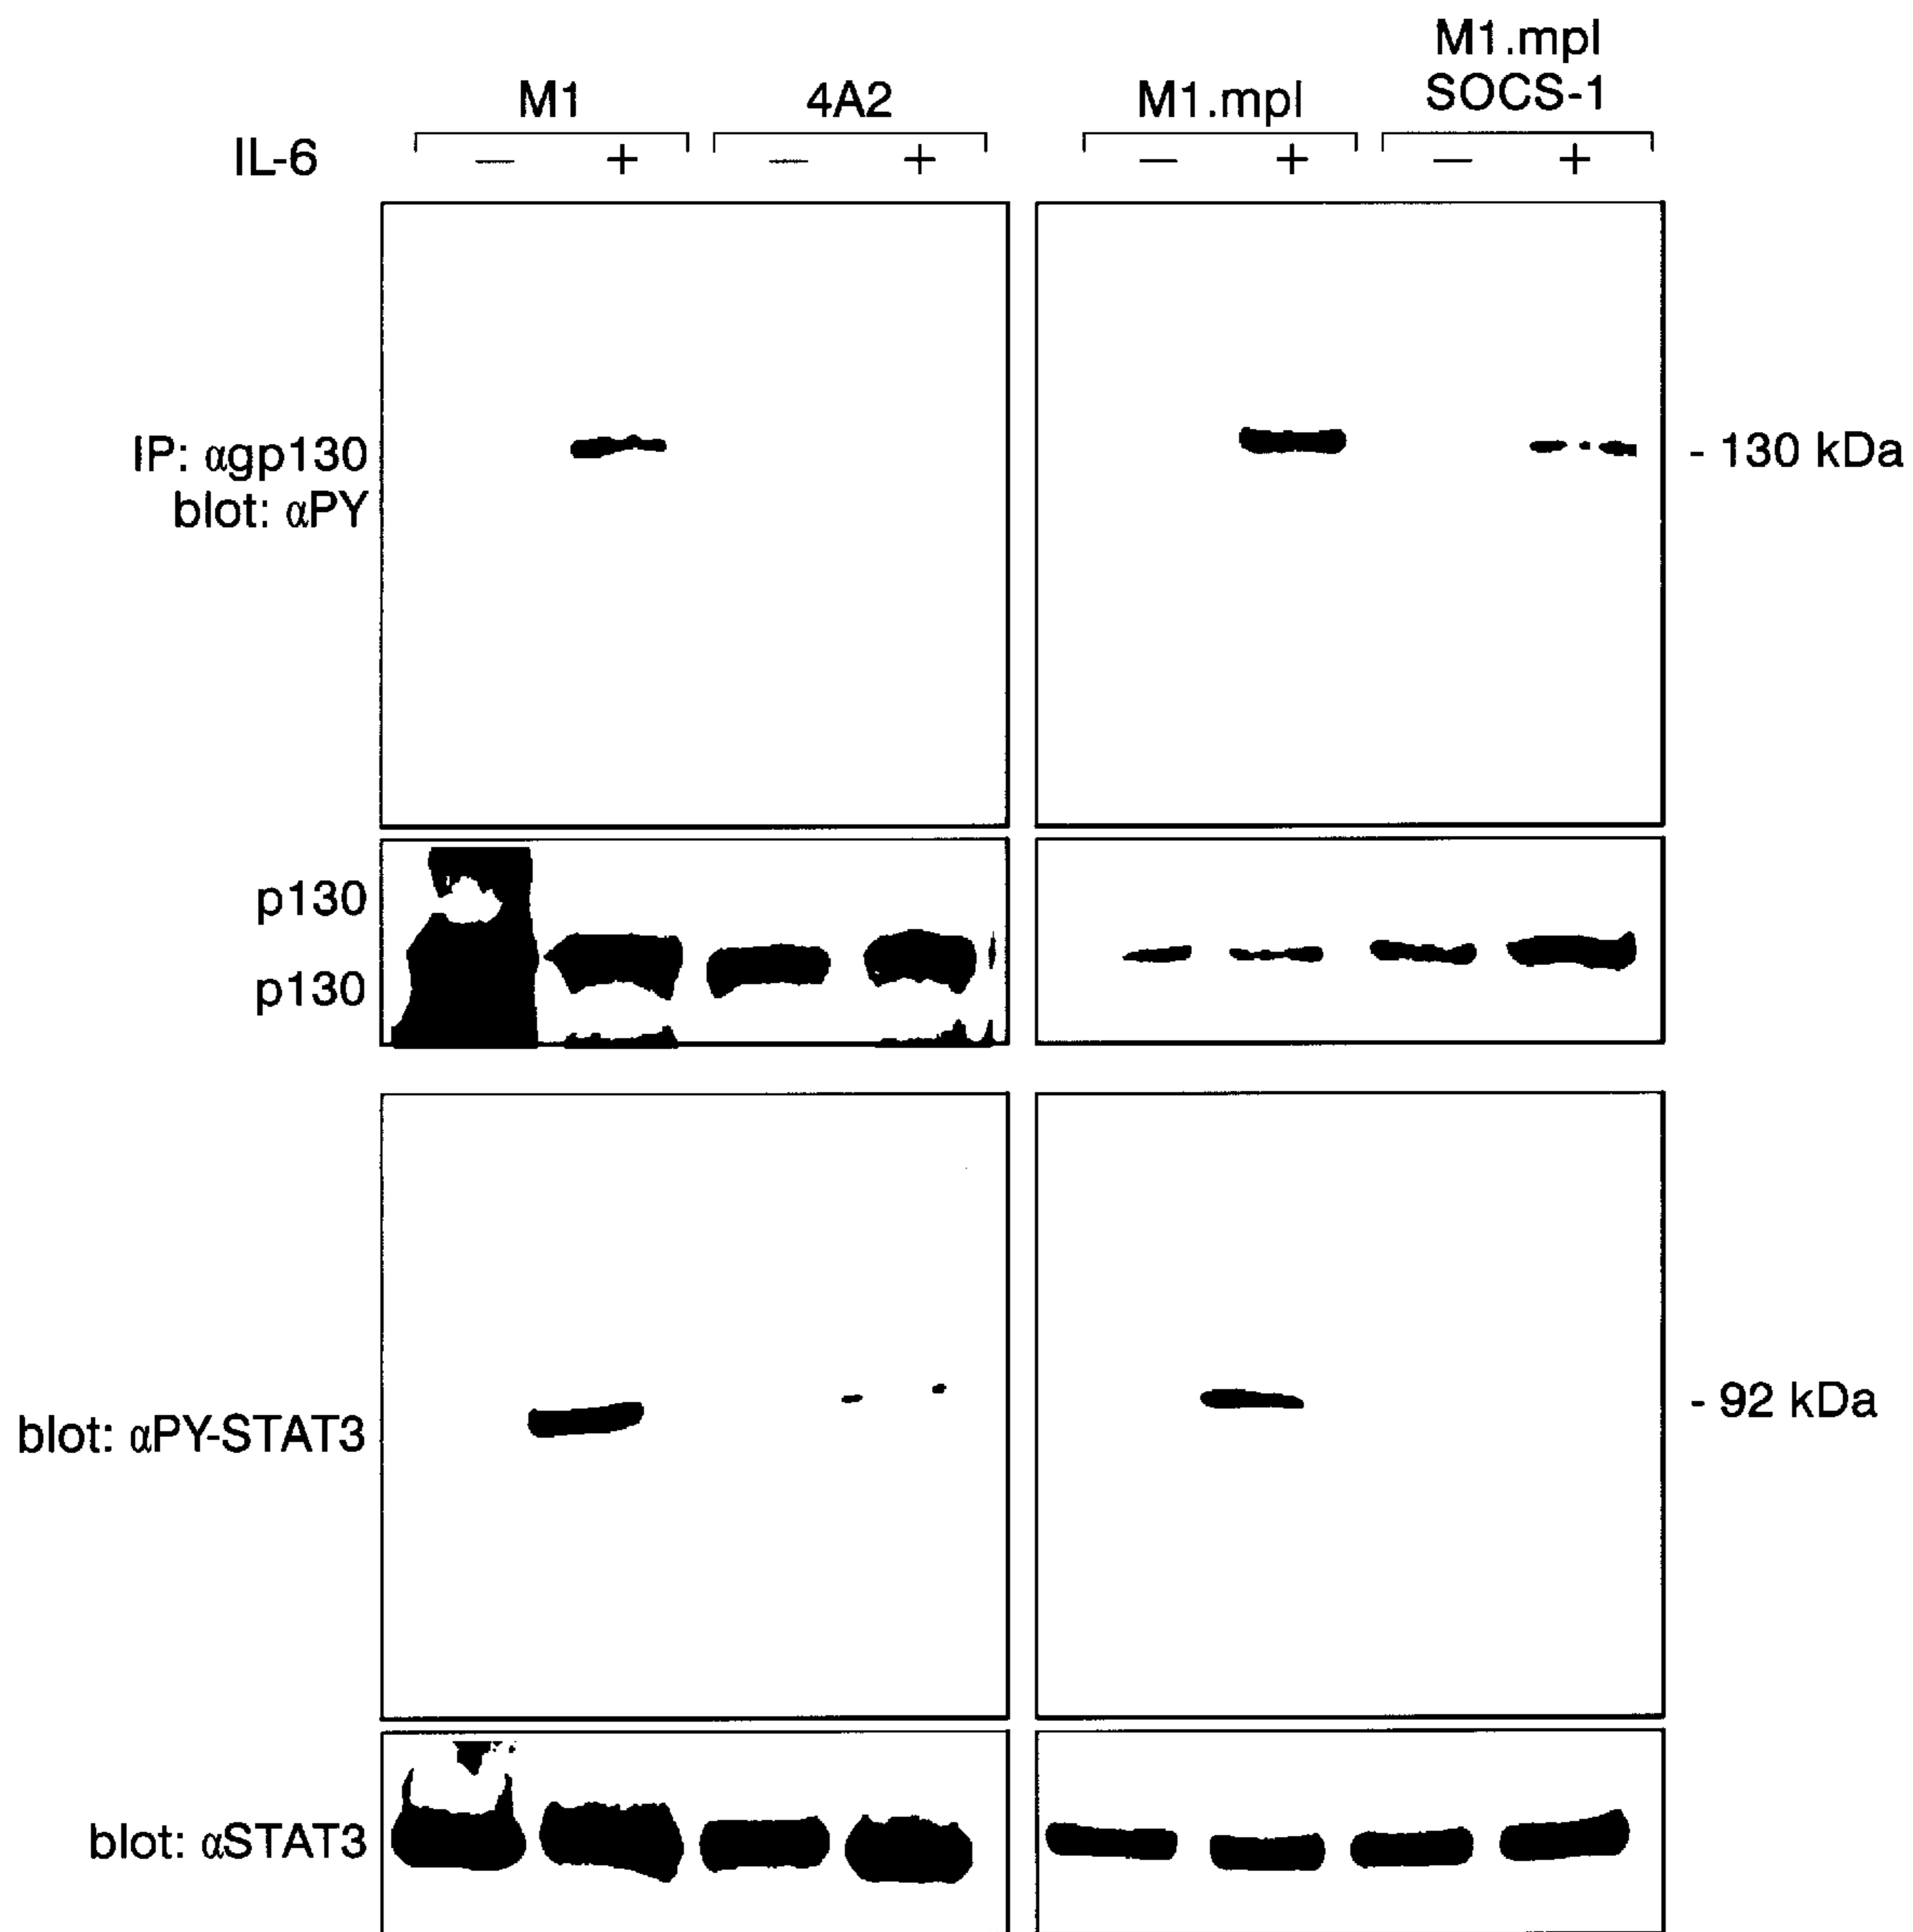 M1.mpl
M1 4A2 M1.mpl SOCS-1
IL-6 — + — + — + — +
IP: αgp130
blot: αPY
- 130 kDa
p130
p130
blot: αPY-STAT3
- 92 kDa
blot: αSTAT3